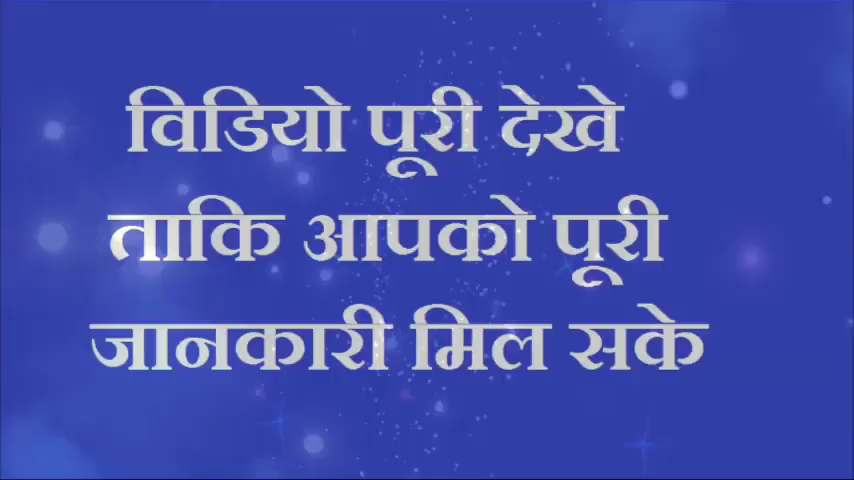 विडियो पूरी देखे
ताकि आपको पूरी
जानकारी मिल सके